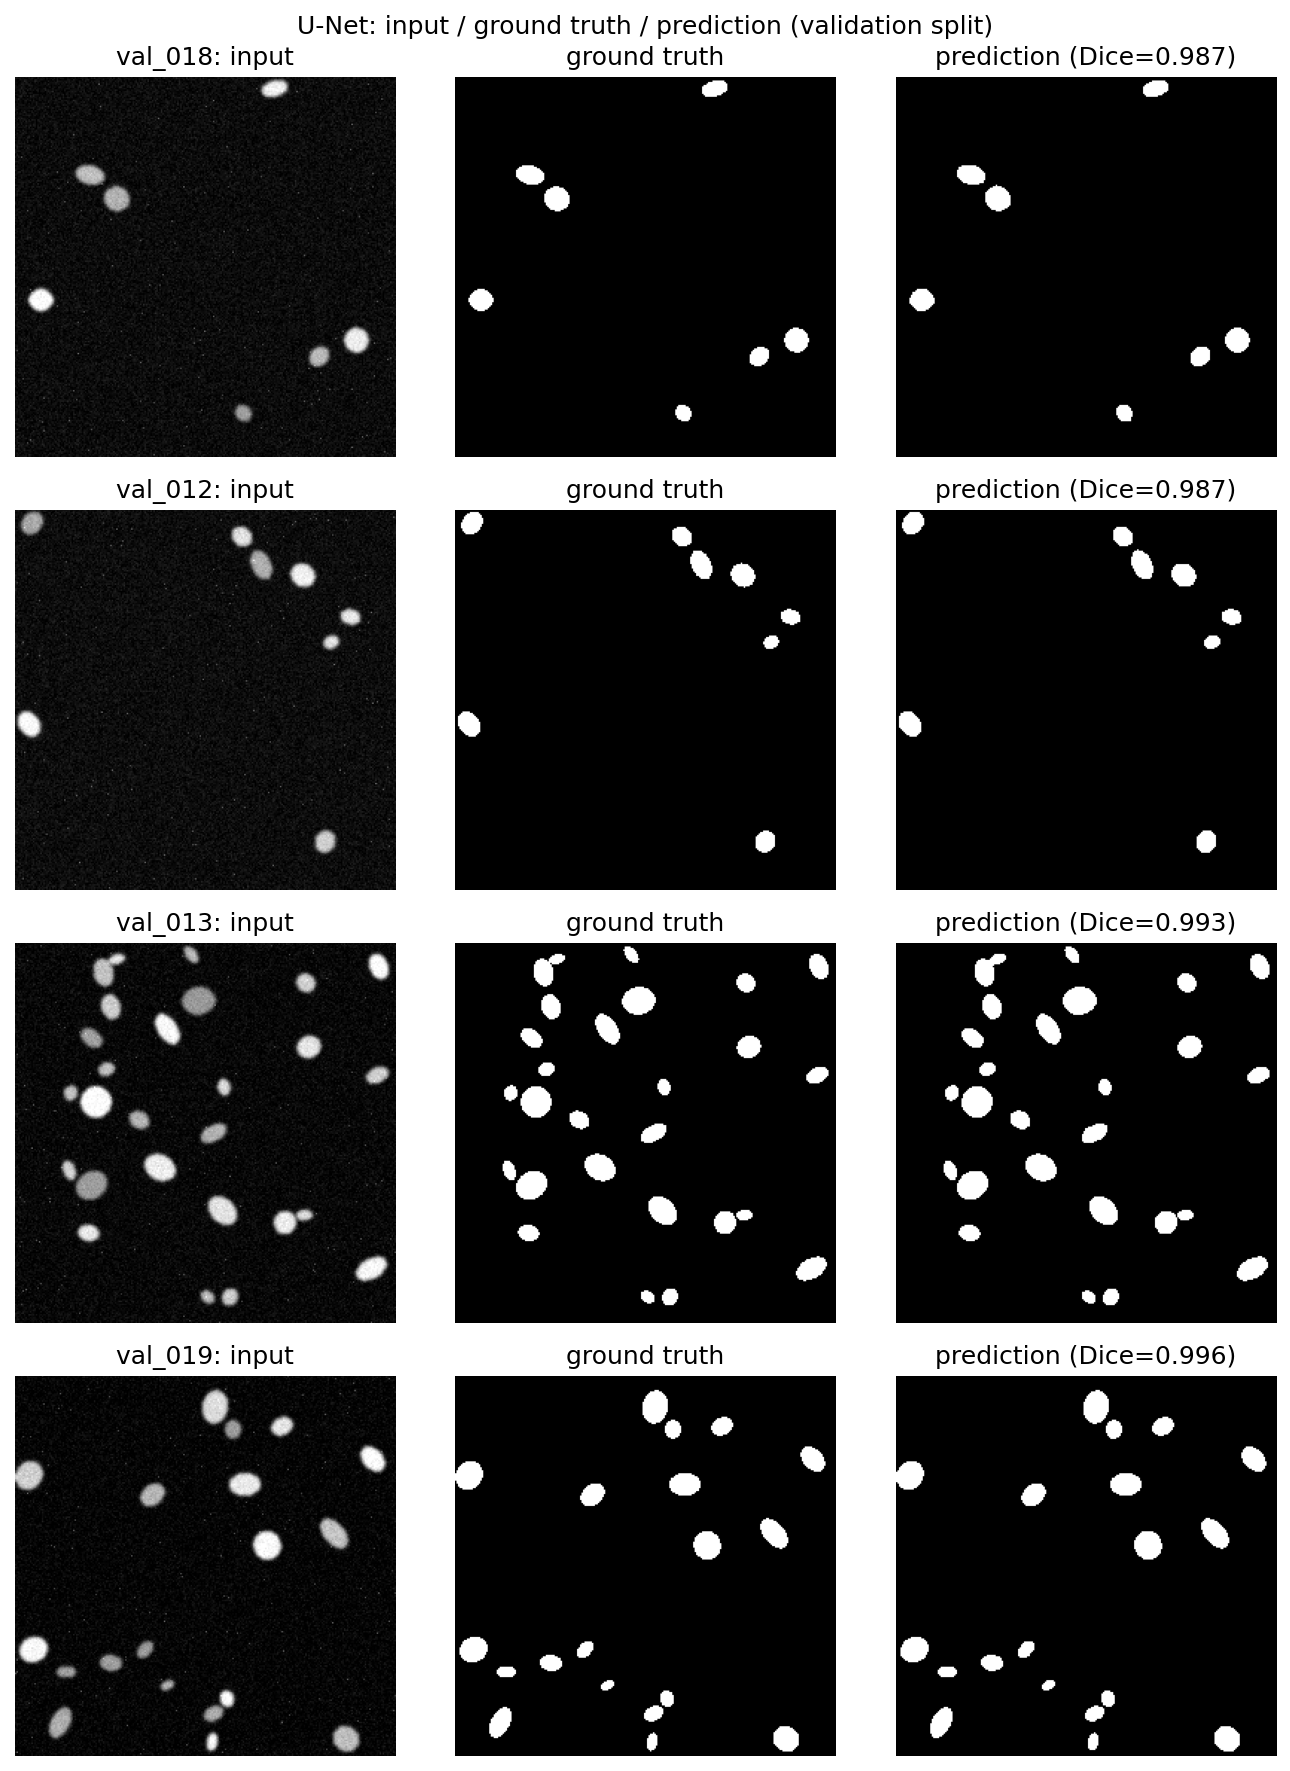 U-Net: input / ground truth / prediction (validation split)
val_018: input
ground truth
prediction (Dice=0.987)
val_012: input
ground truth
prediction (Dice=0.987)
val_013: input
ground truth
prediction (Dice=0.993)
val_019: input
ground truth
prediction (Dice=0.996)